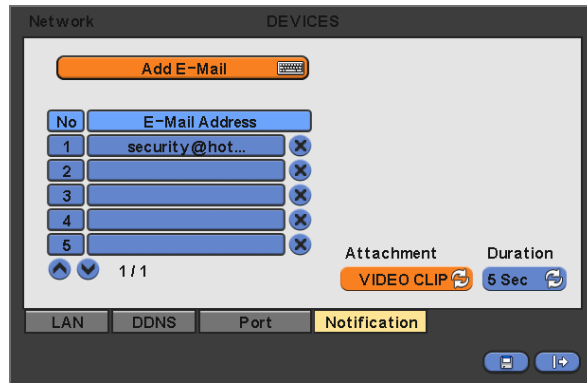 Network DEVICES
Add E-Mail
No E-Mail Address
1 security@hot...
2
3
4
5
Attachment Duration
1 / 1 VIDEO CLIP 5 Sec
LAN DDNS Port Notification